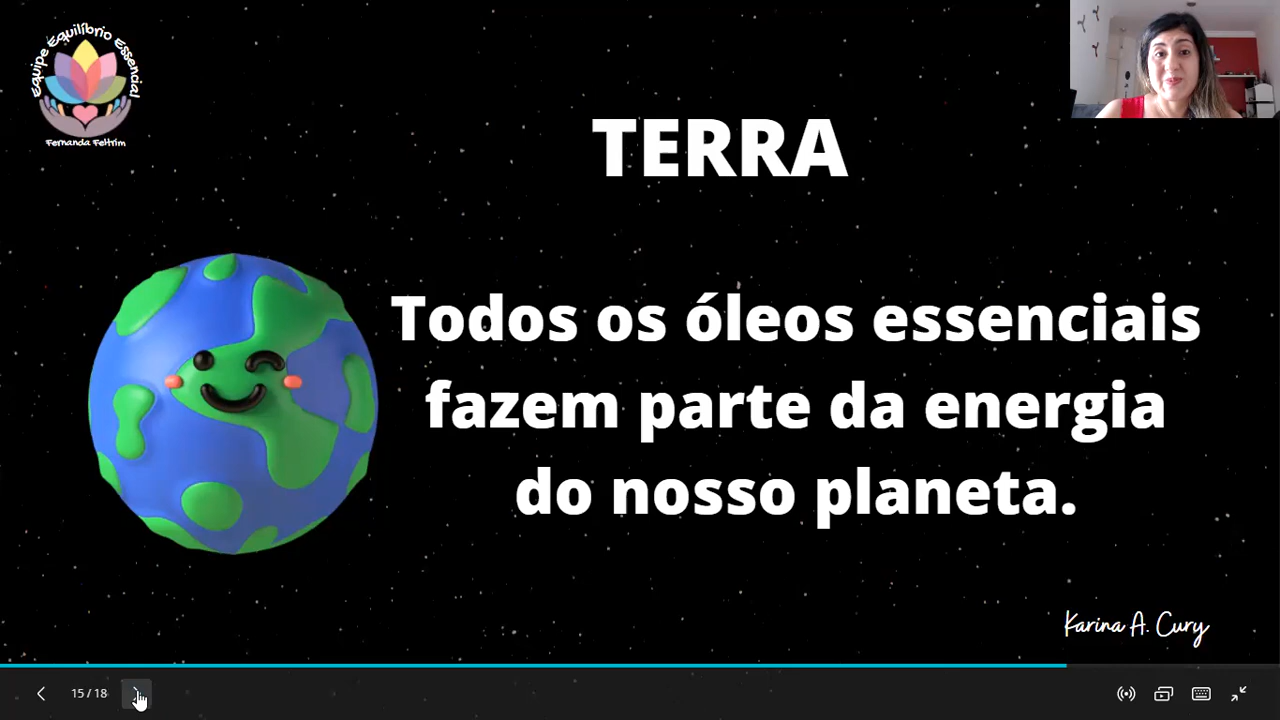 Equipe Equilíbrio Essencial
Fernanda Feltrim
TERRA
Todos os óleos essenciais
fazem parte da energia
do nosso planeta.
Karina A. Cury
15 / 18